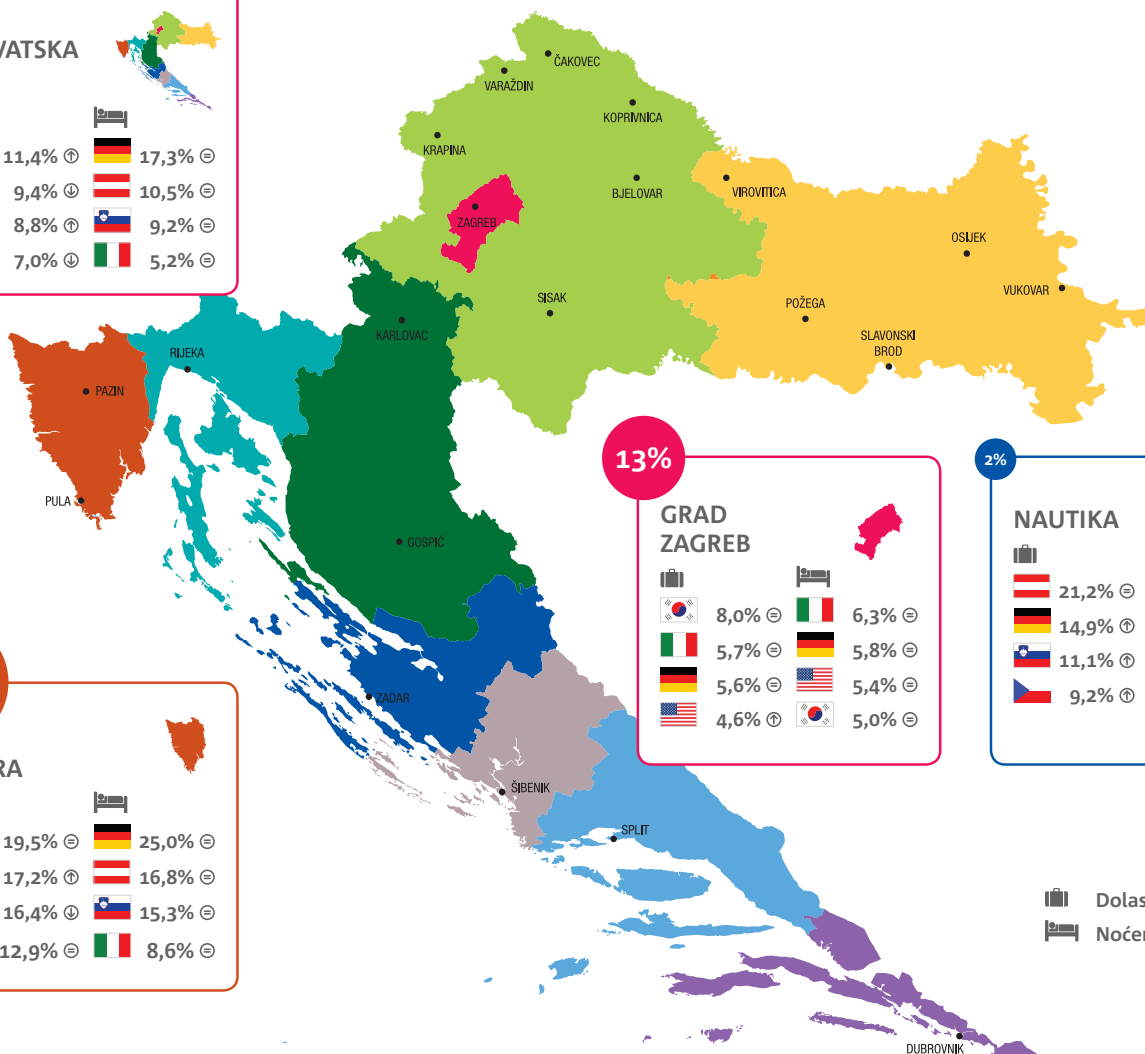 VATSKA
11,4% 17,3%
9,4% 10,5%
8,8% 9,2%
7,0% 5,2%
ČAKOVEC
VARAŽDIN
KOPRIVNICA
KRAPINA
BJELOVAR
VIROVITICA
ZAGREB
OSIJEK
VUKOVAR
SISAK
POŽEGA
SLAVONSKI
BROD
KARLOVAC
RIJEKA
PAZIN
PULA
GOSPIĆ
ZADAR
ŠIBENIK
SPLIT
DUBROVNIK
13%
GRAD
ZAGREB
8,0% 6,3%
5,7% 5,8%
5,6% 5,4%
4,6% 5,0%
2%
NAUTIKA
21,2%
14,9%
11,1%
9,2%
RA
19,5% 25,0%
17,2% 16,8%
16,4% 15,3%
12,9% 8,6%
Dolas
Noćen